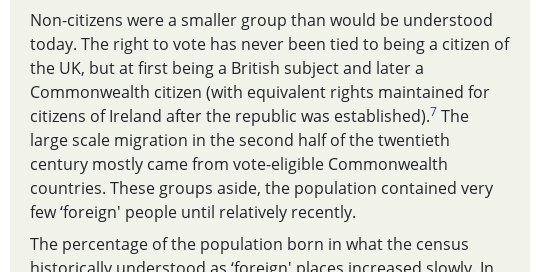 Non-citizens were a smaller group than would be understood
today. The right to vote has never been tied to being a citizen of
the UK, but at first being a British subject and later a
Commonwealth citizen (with equivalent rights maintained for
citizens of Ireland after the republic was established).7 The
large scale migration in the second half of the twentieth
century mostly came from vote-eligible Commonwealth
countries. These groups aside, the population contained very
few ‘foreign' people until relatively recently.
The percentage of the population born in what the census
historically understood as ‘foreign' places increased slowly. In